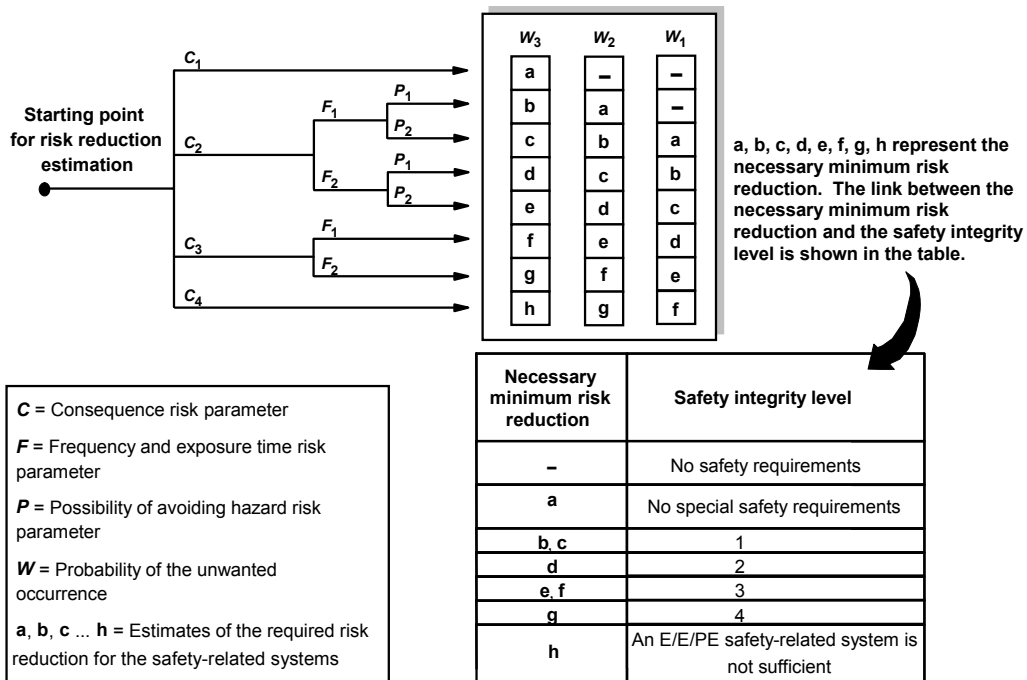 W3 W2 W1
C1
a – –
Starting point
for risk reduction
estimation
F1
P1
b a –
C2
P2
c b a
F2
P1
d c b
P2
e d c
C3
F1
f e d
F2
g f e
C4
h g f
a, b, c, d, e, f, g, h represent the
necessary minimum risk
reduction. The link between the
necessary minimum risk
reduction and the safety integrity
level is shown in the table.
C = Consequence risk parameter
F = Frequency and exposure time risk
parameter
P = Possibility of avoiding hazard risk
parameter
W = Probability of the unwanted
occurrence
a, b, c ... h = Estimates of the required risk
reduction for the safety-related systems
Necessary
minimum risk
reduction
Safety integrity level
– No safety requirements
a No special safety requirements
b, c 1
d 2
e, f 3
g 4
h An E/E/PE safety-related system is
not sufficient